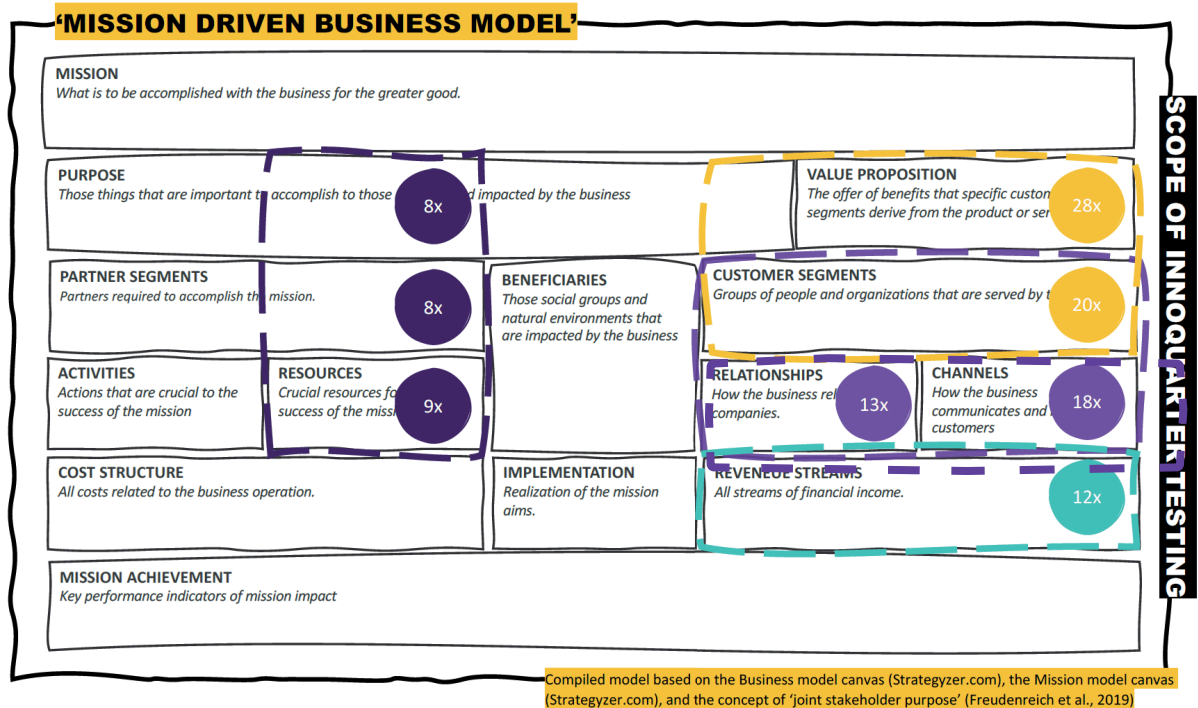 ‘MISSION DRIVEN BUSINESS MODEL’
MISSION
What is to be accomplished with the business for the greater good.
PURPOSE
Those things that are important to accomplish to those d impacted by the business
8x
VALUE PROPOSITION
The offer of benefits that specific custom
segments derive from the product or ser
28x
PARTNER SEGMENTS
Partners required to accomplish the mission.
8x
BENEFICIARIES
Those social groups and
natural environments that
are impacted by the business
CUSTOMER SEGMENTS
Groups of people and organizations that are served by t
20x
ACTIVITIES
Actions that are crucial to the
success of the mission
RESOURCES
Crucial resources fo
success of the missi
9x
RELATIONSHIPS
How the business rel
companies.
13x
CHANNELS
How the business
communicates and
customers
18x
COST STRUCTURE
All costs related to the business operation.
IMPLEMENTATION
Realization of the mission
aims.
REVENEUE STREAMS
All streams of financial income.
12x
MISSION ACHIEVEMENT
Key performance indicators of mission impact
SCOPE OF INNOQUARTER TESTING
Compiled model based on the Business model canvas (Strategyzer.com), the Mission model canvas
(Strategyzer.com), and the concept of ‘joint stakeholder purpose’ (Freudenreich et al., 2019)